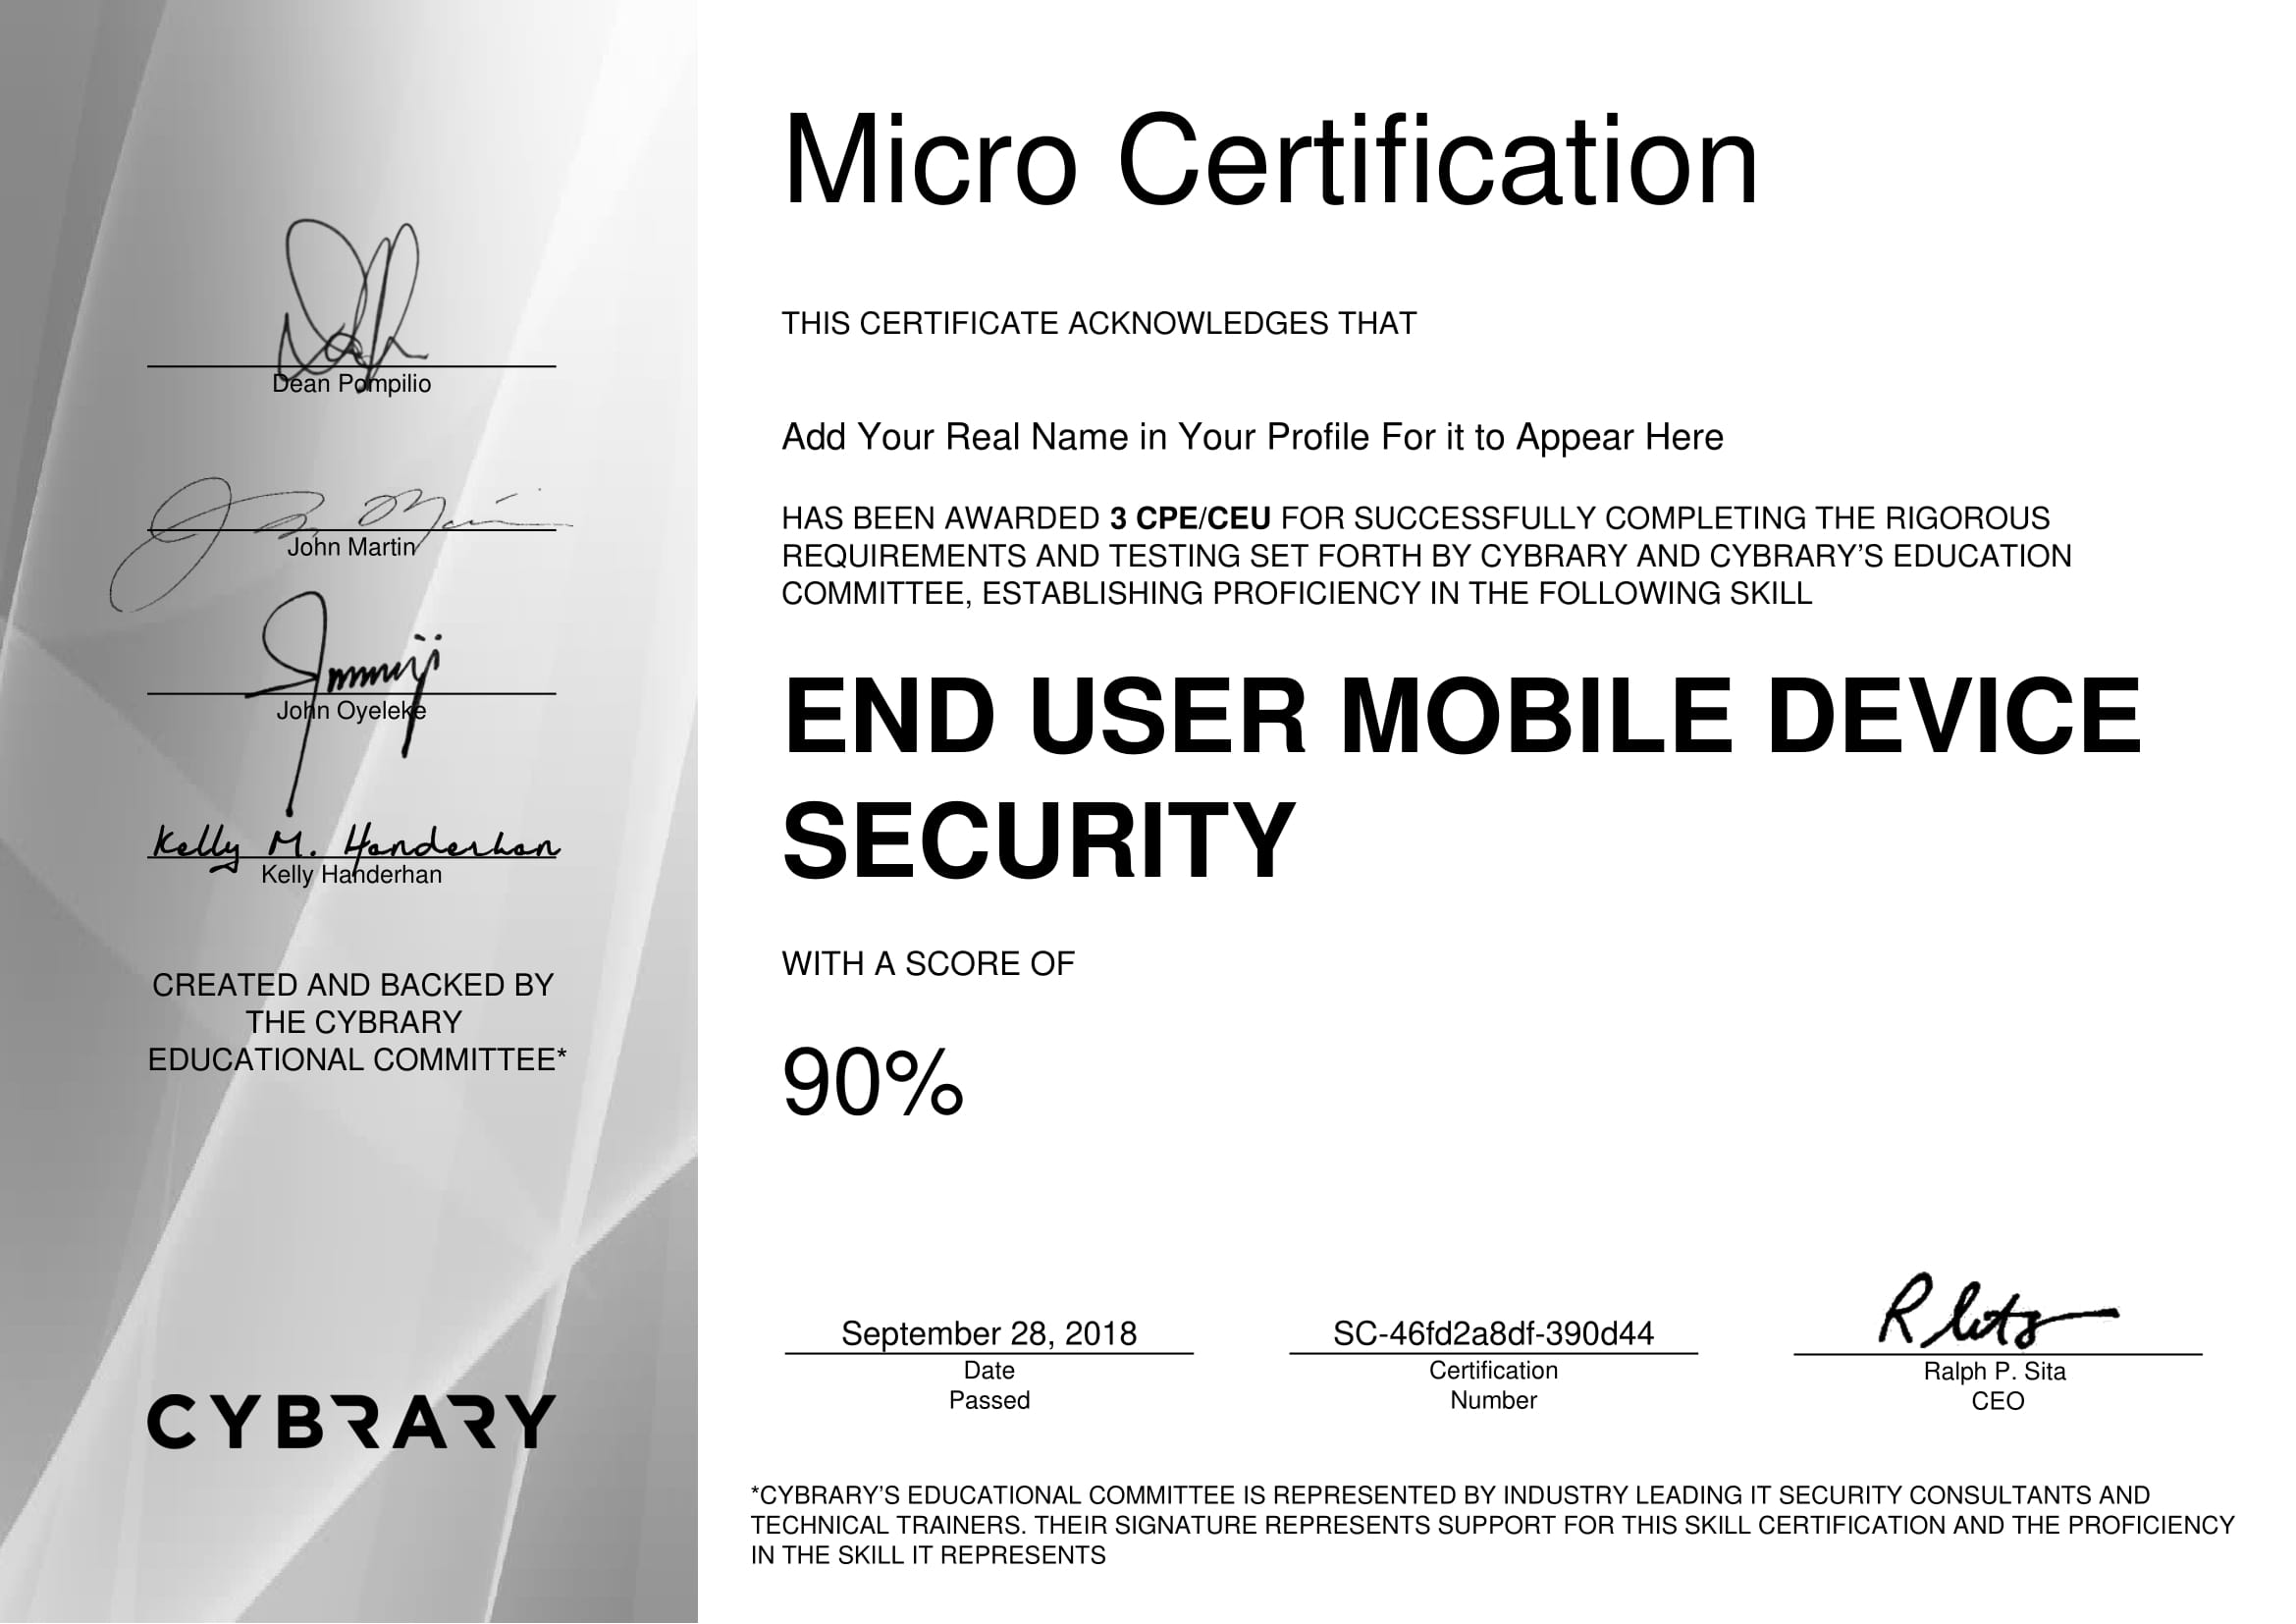 Dean Pompilio
John Martin
John Oyeleke
Kelly M. Handerhan
Kelly Handerhan
CREATED AND BACKED BY
THE CYBRARY
EDUCATIONAL COMMITTEE*
CYBRARY
Micro Certification
THIS CERTIFICATE ACKNOWLEDGES THAT
Add Your Real Name in Your Profile For it to Appear Here
HAS BEEN AWARDED 3 CPE/CEU FOR SUCCESSFULLY COMPLETING THE RIGOROUS
REQUIREMENTS AND TESTING SET FORTH BY CYBRARY AND CYBRARY’S EDUCATION
COMMITTEE, ESTABLISHING PROFICIENCY IN THE FOLLOWING SKILL
END USER MOBILE DEVICE
SECURITY
WITH A SCORE OF
90%
September 28, 2018
Date
Passed
SC-46fd2a8df-390d44
Certification
Number
Ralph P. Sita
CEO
*CYBRARY’S EDUCATIONAL COMMITTEE IS REPRESENTED BY INDUSTRY LEADING IT SECURITY CONSULTANTS AND
TECHNICAL TRAINERS. THEIR SIGNATURE REPRESENTS SUPPORT FOR THIS SKILL CERTIFICATION AND THE PROFICIENCY
IN THE SKILL IT REPRESENTS